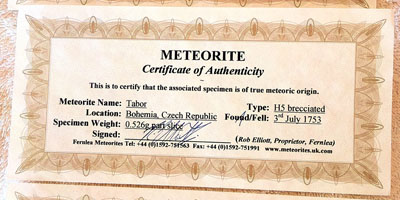 METEORITE
Certificate of Authenticity
This is to certify that the associated specimen is of true meteoric origin.
Meteorite Name: Tabor Type: H5 brecciated
Location: Bohemia, Czech Republic Found/Fell: 3rd July 1753
Specimen Weight: 0.526g part slice
Signed: (Rob Elliott, Proprietor, Fernlea)
Fernlea Meteorites Tel: +44 (0)1592-751563 Fax: +44 (0)1592-751991 www.meteorites.uk.com